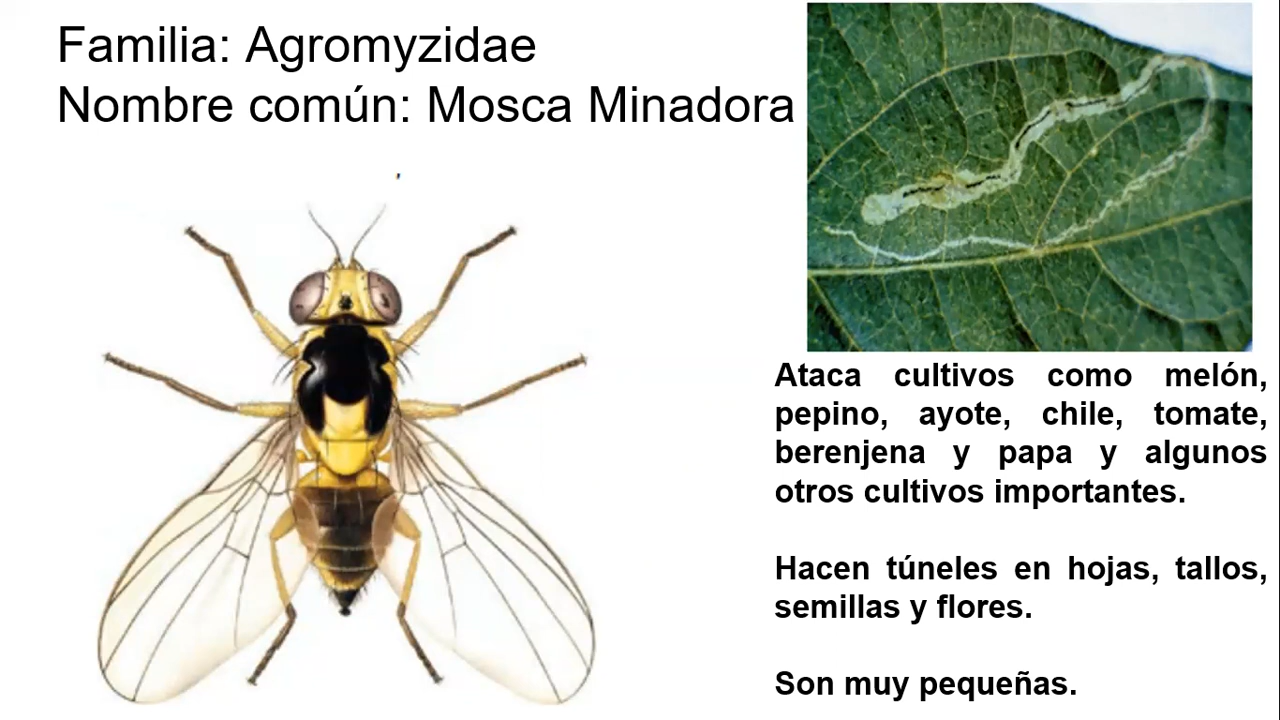 Familia: Agromyzidae
Nombre común: Mosca Minadora
Ataca cultivos como melón,
pepino, ayote, chile, tomate,
berenjena y papa y algunos
otros cultivos importantes.
Hacen túneles en hojas, tallos,
semillas y flores.
Son muy pequeñas.